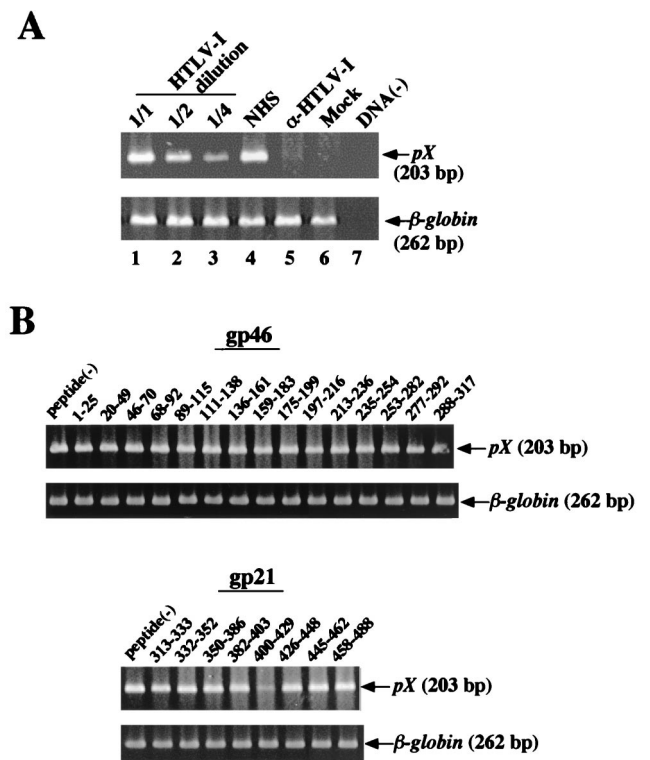 A
HTLV-I
dilution
1/1 1/2 1/4 NHS α-HTLV-I Mock DNA(-)
pX
(203 bp)
β-globin
(262 bp)
1 2 3 4 5 6 7
B
gp46
peptide(-) 1-25 20-49 46-70 68-92 89-115 111-138 136-161 159-183 175-199 197-216 213-236 235-254 253-282 277-292 288-317
pX (203 bp)
β-globin (262 bp)
gp21
peptide(-) 313-333 332-352 350-386 382-403 400-429 426-448 445-462 458-488
pX (203 bp)
β-globin (262 bp)